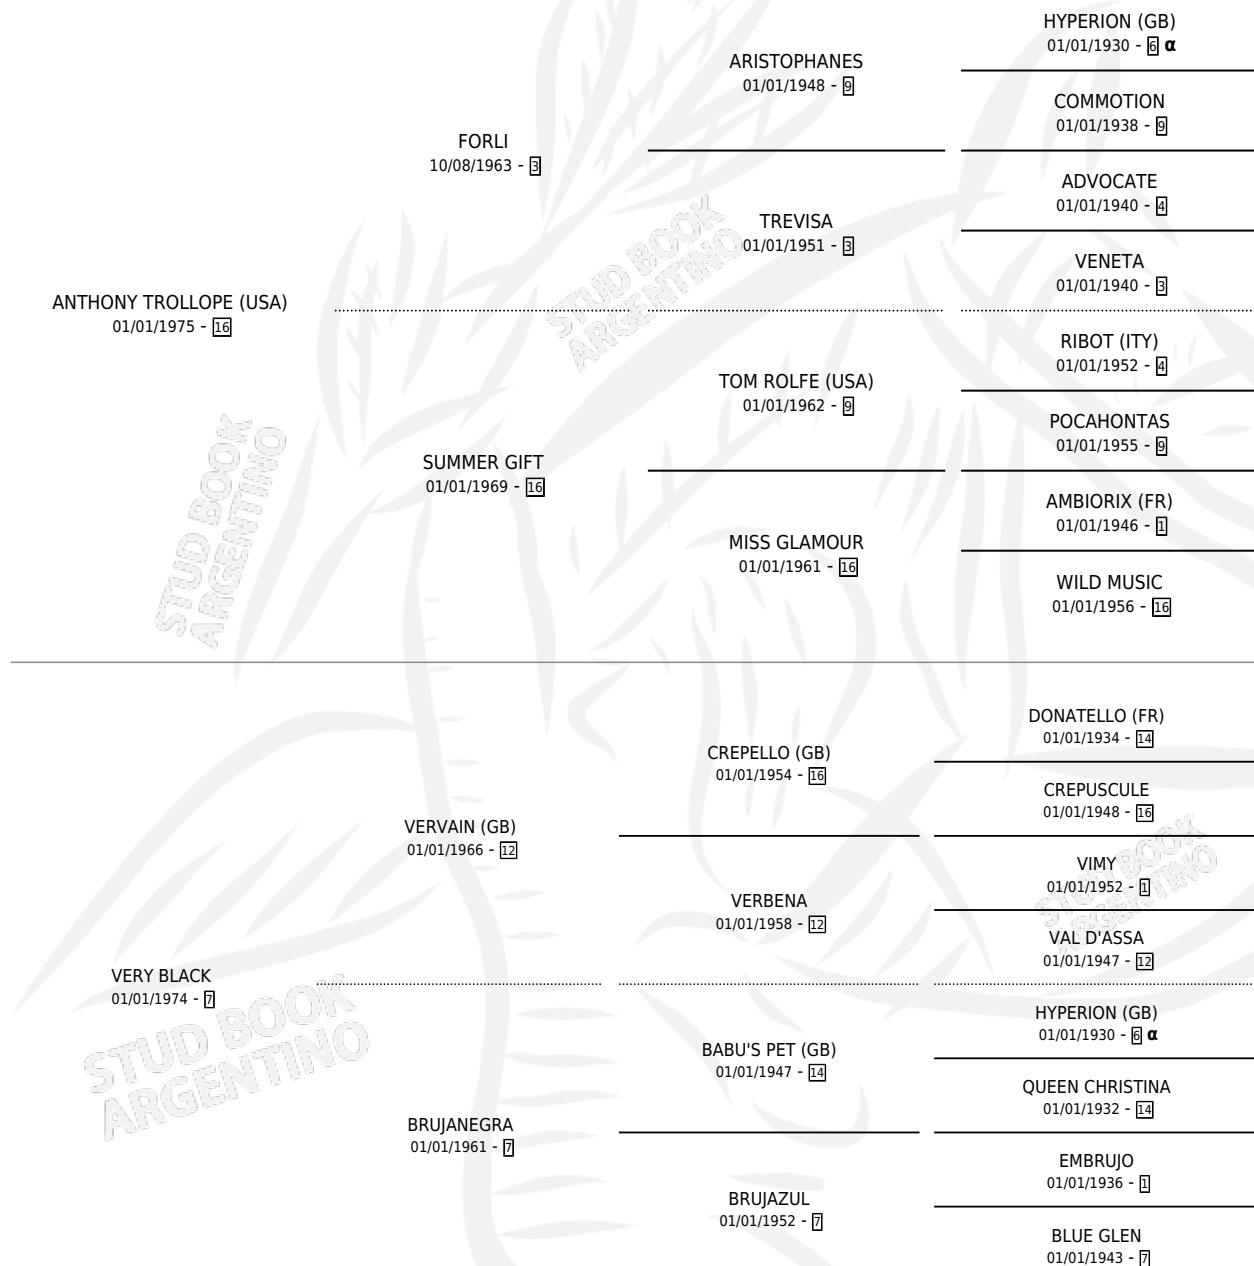 HYPERION (GB)
01/01/1930 - 6 α
ARISTOPHANES
01/01/1948 - 9
COMMOTION
01/01/1938 - 9
FORLI
10/08/1963 - 3
ADVOCATE
01/01/1940 - 4
TREVISA
01/01/1951 - 3
VENETA
01/01/1940 - 3
ANTHONY TROLLOPE (USA)
01/01/1975 - 16
RIBOT (ITY)
01/01/1952 - 4
TOM ROLFE (USA)
01/01/1962 - 9
POCAHONTAS
01/01/1955 - 9
SUMMER GIFT
01/01/1969 - 16
AMBIORIX (FR)
01/01/1946 - 1
MISS GLAMOUR
01/01/1961 - 16
WILD MUSIC
01/01/1956 - 16
DONATELLO (FR)
01/01/1934 - 14
CREPELLO (GB)
01/01/1954 - 16
CREPUSCULE
01/01/1948 - 16
VERVAIN (GB)
01/01/1966 - 12
VIMY
01/01/1952 - 1
VERBENA
01/01/1958 - 12
VAL D'ASSA
01/01/1947 - 12
VERY BLACK
01/01/1974 - 7
HYPERION (GB)
01/01/1930 - 6 α
BABU'S PET (GB)
01/01/1947 - 14
QUEEN CHRISTINA
01/01/1932 - 14
BRUJANEGRA
01/01/1961 - 7
EMBRUJO
01/01/1936 - 1
BRUJAZUL
01/01/1952 - 7
BLUE GLEN
01/01/1943 - 7
STUD BOOK
ARGENTINO
STUD BOOK
ARGENTINO
STUD BOOK
ARGENTINO
STUD BOOK
ARGENTINO